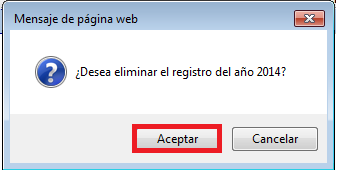 Mensaje de página web
¿Desea eliminar el registro del año 2014?
Aceptar
Cancelar